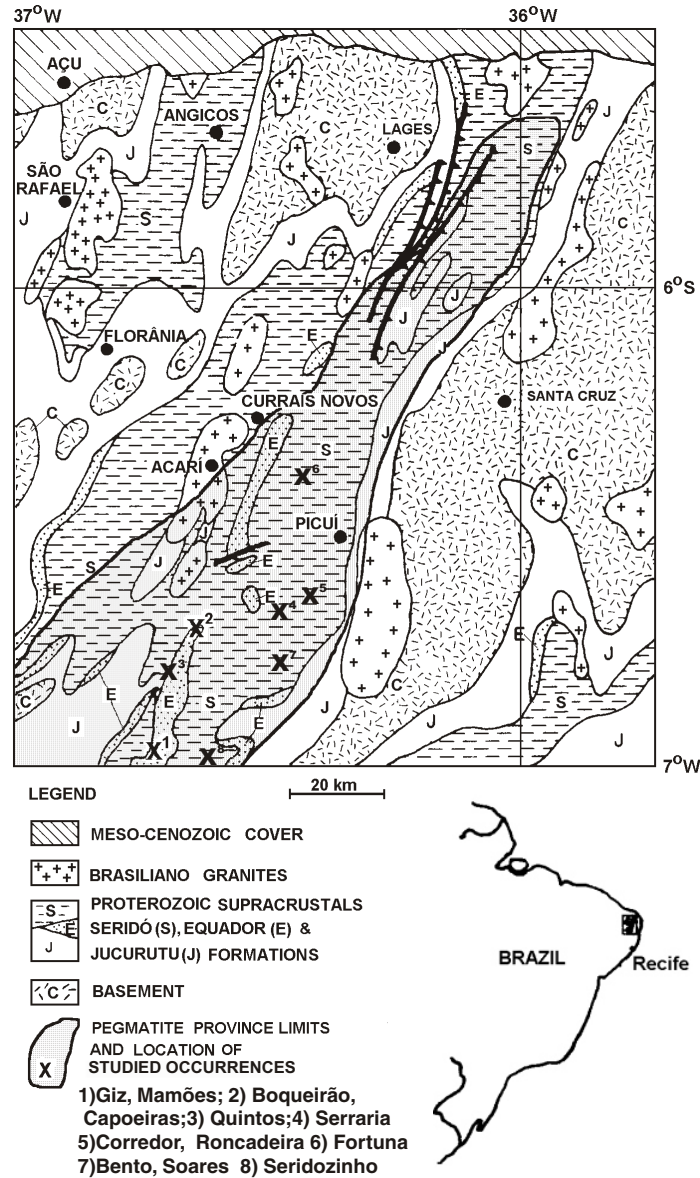 37°W 36°W
AÇU
C
E
ANGICOS
C
LAGES
J
S
J
SÃO
RAFAEL
J
S
C
J
6°S
J
J
FLORÂNIA
E
J
C
C
CURRAIS NOVOS
SANTA CRUZ
C
E
S
J
C
ACARÍ
X6
PICUÍ
J
J
E
S
E
E
X4
X5
X2
E
X3
X7
J
C
E
E
S
C
S
J
E
J
J
X1
X8
J
7°W
20 km
LEGEND
MESO-CENOZOIC COVER
BRASILIANO GRANITES
S
E
J
PROTEROZOIC SUPRACRUSTALS
SERIDÓ (S), EQUADOR (E) &
JUCURUTU (J) FORMATIONS
C
BASEMENT
X
PEGMATITE PROVINCE LIMITS
AND LOCATION OF
STUDIED OCCURRENCES
1)Giz, Mamões; 2) Boqueirão,
Capoeiras;3) Quintos;4) Serraria
5)Corredor, Roncadeira 6) Fortuna
7)Bento, Soares 8) Seridozinho
BRAZIL
Recife